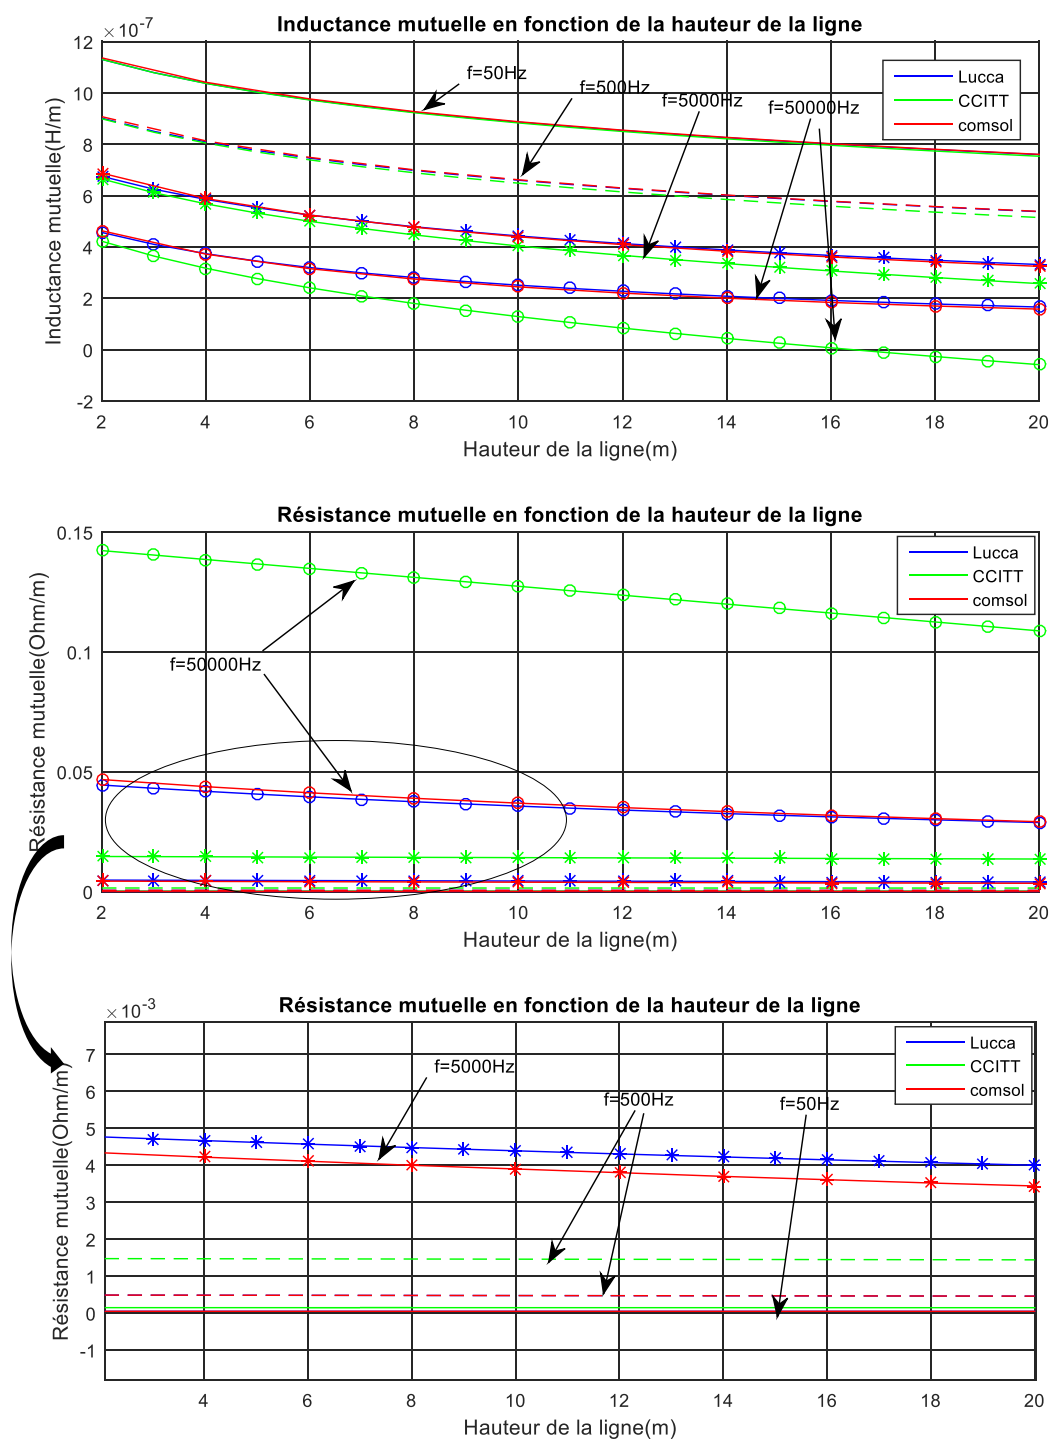 Inductance mutuelle en fonction de la hauteur de la ligne
×10-7
12
10
8
6
4
2
0
-2
Inductance mutuelle(H/m)
f=50Hz
f=500Hz
f=5000Hz
f=50000Hz
Lucca
CCITT
comsol
2 4 6 8 10 12 14 16 18 20
Hauteur de la ligne(m)
Résistance mutuelle en fonction de la hauteur de la ligne
0.15
0.1
0.05
0
Résistance mutuelle(Ohm/m)
f=50000Hz
Lucca
CCITT
comsol
2 4 6 8 10 12 14 16 18 20
Hauteur de la ligne(m)
Résistance mutuelle en fonction de la hauteur de la ligne
×10-3
7
6
5
4
3
2
1
0
-1
Résistance mutuelle(Ohm/m)
f=5000Hz
f=500Hz
f=50Hz
Lucca
CCITT
comsol
4 6 8 10 12 14 16 18 20
Hauteur de la ligne(m)